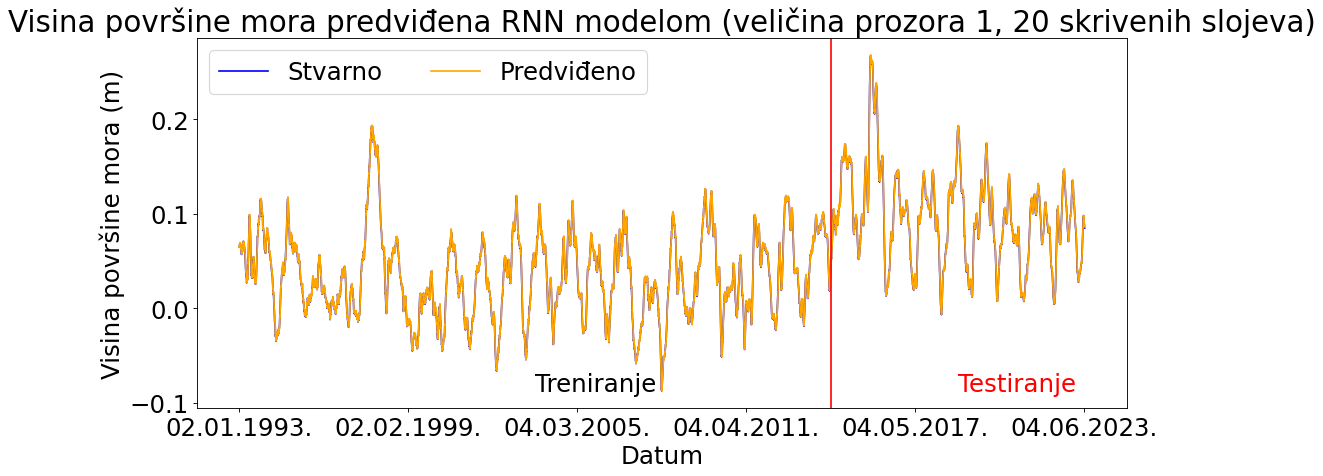 Visina površine mora predviđena RNN modelom (veličina prozora 1, 20 skrivenih slojeva)
Stvarno Predviđeno
Visina površine mora (m)
0.2
0.1
0.0
−0.1
Treniranje
Testiranje
02.01.1993. 02.02.1999. 04.03.2005. 04.04.2011. 04.05.2017. 04.06.2023.
Datum